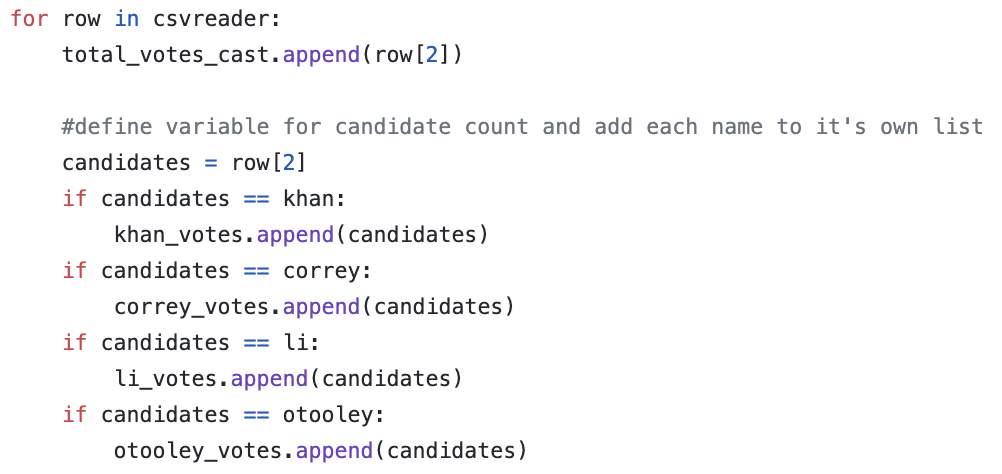 for row in csvreader:
    total_votes_cast.append(row[2])

    #define variable for candidate count and add each name to it's own list
    candidates = row[2]
    if candidates == khan:
        khan_votes.append(candidates)
    if candidates == correy:
        correy_votes.append(candidates)
    if candidates == li:
        li_votes.append(candidates)
    if candidates == otooley:
        otooley_votes.append(candidates)